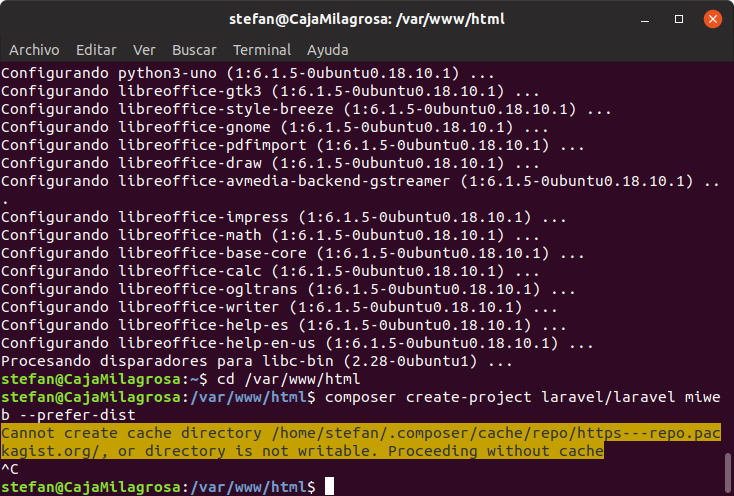 stefan@CajaMilagrosa: /var/www/html
Archivo Editar Ver Buscar Terminal Ayuda
Configurando python3-uno (1:6.1.5-0ubuntu0.18.10.1) ...
Configurando libreoffice-gtk3 (1:6.1.5-0ubuntu0.18.10.1) ...
Configurando libreoffice-style-breeze (1:6.1.5-0ubuntu0.18.10.1) ...
Configurando libreoffice-gnome (1:6.1.5-0ubuntu0.18.10.1) ...
Configurando libreoffice-pdfimport (1:6.1.5-0ubuntu0.18.10.1) ...
Configurando libreoffice-draw (1:6.1.5-0ubuntu0.18.10.1) ...
Configurando libreoffice-avmedia-backend-gstreamer (1:6.1.5-0ubuntu0.18.10.1) ..
.
Configurando libreoffice-impress (1:6.1.5-0ubuntu0.18.10.1) ...
Configurando libreoffice-math (1:6.1.5-0ubuntu0.18.10.1) ...
Configurando libreoffice-base-core (1:6.1.5-0ubuntu0.18.10.1) ...
Configurando libreoffice-calc (1:6.1.5-0ubuntu0.18.10.1) ...
Configurando libreoffice-ogltrans (1:6.1.5-0ubuntu0.18.10.1) ...
Configurando libreoffice-writer (1:6.1.5-0ubuntu0.18.10.1) ...
Configurando libreoffice-help-es (1:6.1.5-0ubuntu0.18.10.1) ...
Configurando libreoffice-help-en-us (1:6.1.5-0ubuntu0.18.10.1) ...
Procesando disparadores para libc-bin (2.28-0ubuntu1) ...
stefan@CajaMilagrosa:~$ cd /var/www/html
stefan@CajaMilagrosa:/var/www/html$ composer create-project laravel/laravel miwe
b --prefer-dist
Cannot create cache directory /home/stefan/.composer/cache/repo/https---repo.pac
kagist.org/, or directory is not writable. Proceeding without cache
^C
stefan@CajaMilagrosa:/var/www/html$